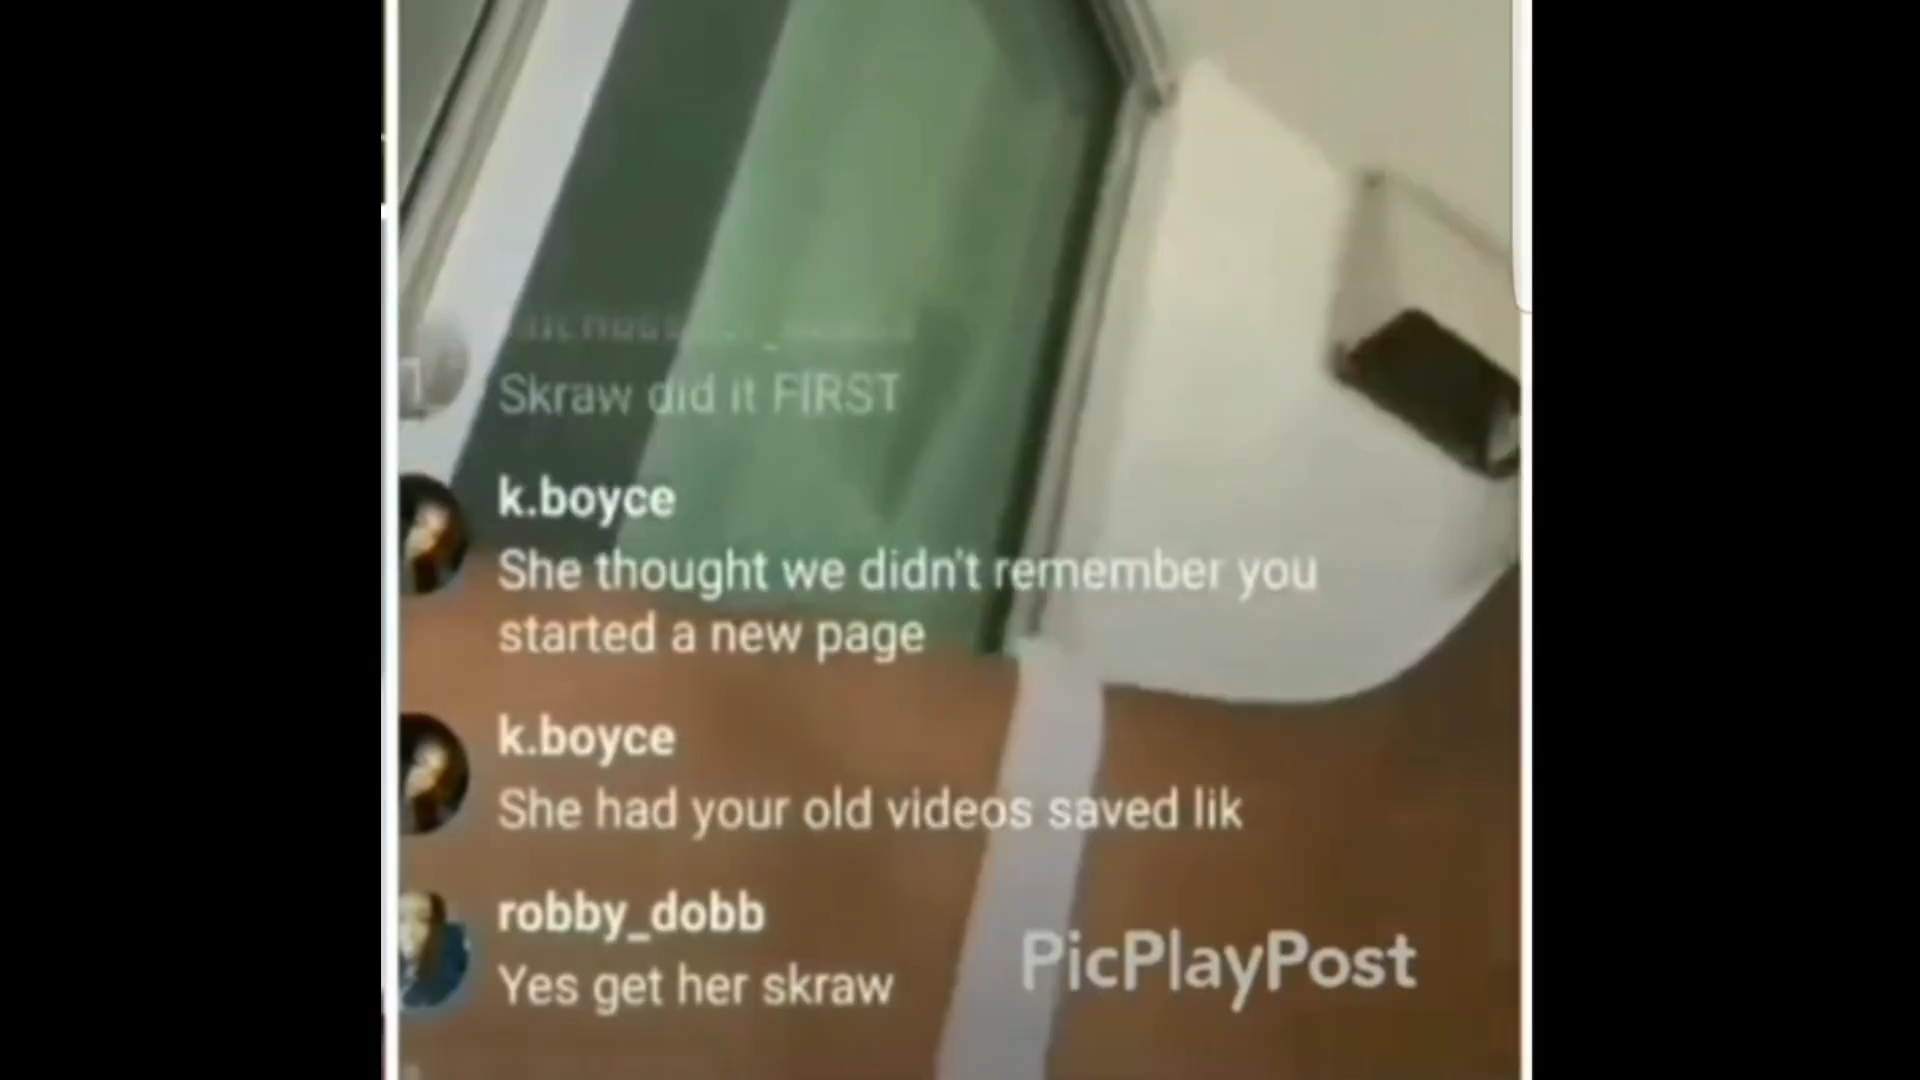 Skraw did it FIRST
k.boyce
She thought we didn't remember you
started a new page
k.boyce
She had your old videos saved lik
robby_dobb
Yes get her skraw
PicPlayPost